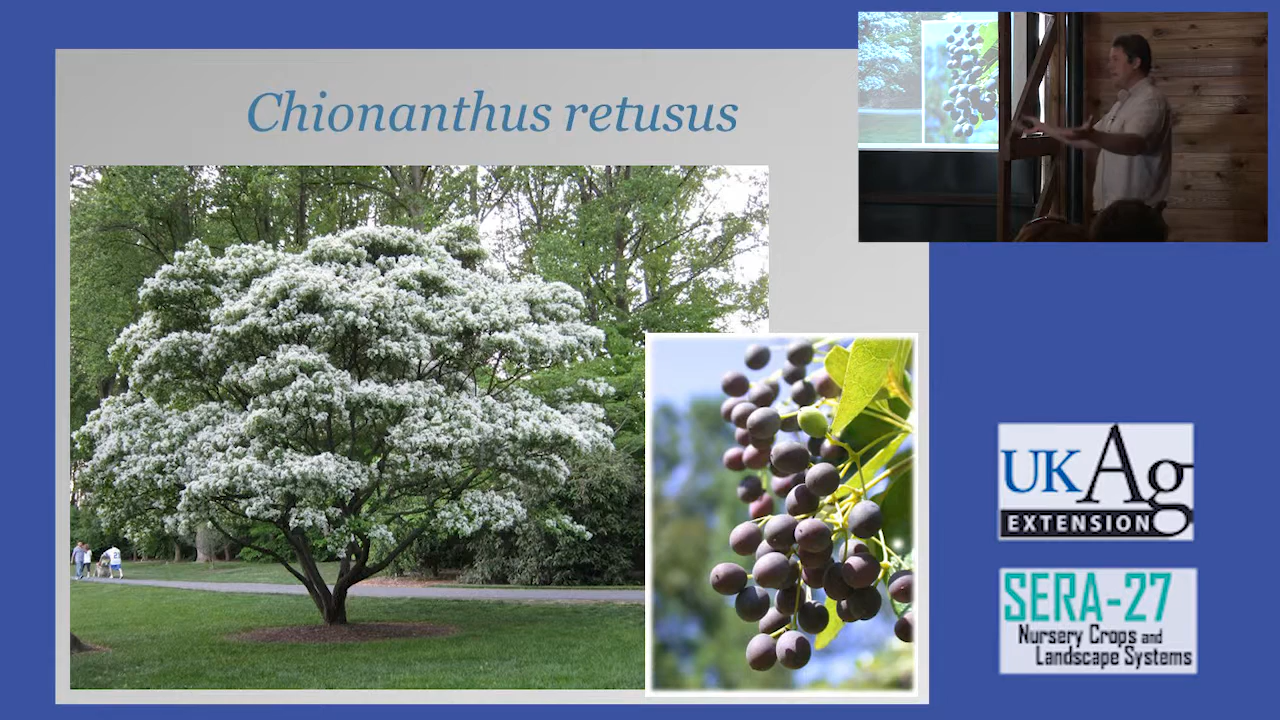 Chionanthus retusus
UKAg
EXTENSION
SERA-27
Nursery Crops and
Landscape Systems